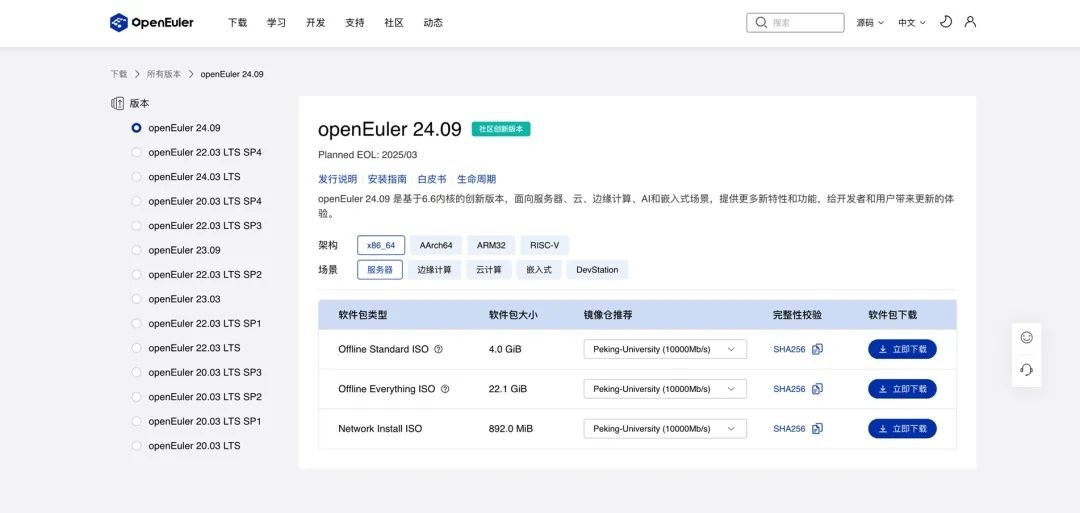 OpenEuler 下载 学习 开发 支持 社区 动态 搜索 源码 中文
下载 > 所有版本 > openEuler 24.09
版本
openEuler 24.09
openEuler 22.03 LTS SP4
openEuler 24.03 LTS
openEuler 20.03 LTS SP4
openEuler 22.03 LTS SP3
openEuler 23.09
openEuler 22.03 LTS SP2
openEuler 23.03
openEuler 22.03 LTS SP1
openEuler 22.03 LTS
openEuler 20.03 LTS SP3
openEuler 20.03 LTS SP2
openEuler 20.03 LTS SP1
openEuler 20.03 LTS
openEuler 24.09 社区创新版本
Planned EOL: 2025/03
发行说明 安装指南 白皮书 生命周期
openEuler 24.09 是基于6.6内核的创新版本，面向服务器、云、边缘计算、AI和嵌入式场景，提供更多新特性和功能，给开发者和用户带来更新的体
验。
架构 x86_64 AArch64 ARM32 RISC-V
场景 服务器 边缘计算 云计算 嵌入式 DevStation
软件包类型 软件包大小 镜像仓推荐 完整性校验 软件包下载
Offline Standard ISO 4.0 GiB Peking-University (10000Mb/s) SHA256 立即下载
Offline Everything ISO 22.1 GiB Peking-University (10000Mb/s) SHA256 立即下载
Network Install ISO 892.0 MiB Peking-University (10000Mb/s) SHA256 立即下载